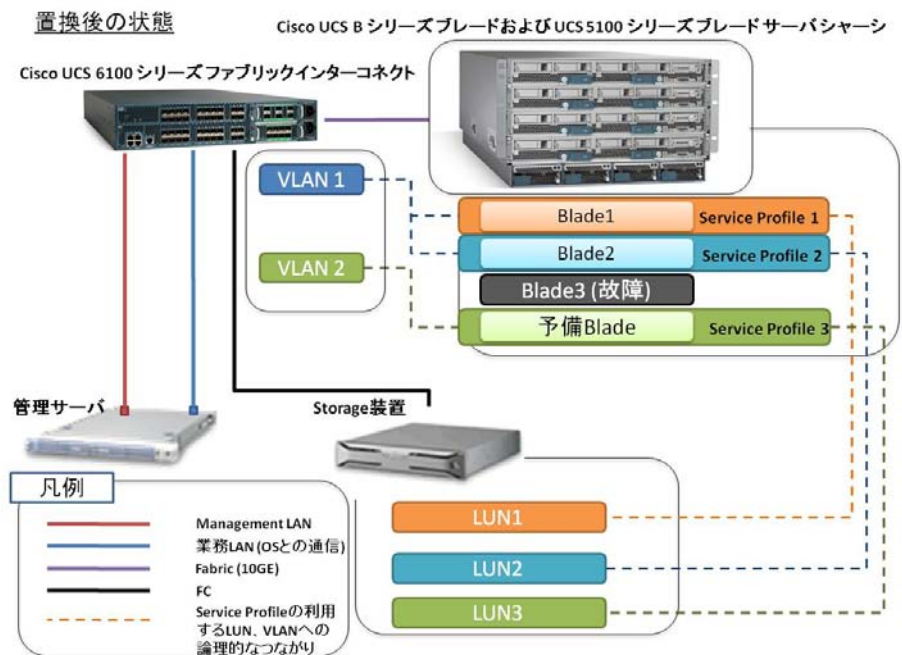 置換後の状態
Cisco UCS B シリーズブレードおよび UCS 5100 シリーズブレード サーバシャーシ
Cisco UCS 6100 シリーズ ファブリックインターコネクト
VLAN 1
VLAN 2
Blade1
Service Profile 1
Blade2
Service Profile 2
Blade3 (故障)
予備Blade
Service Profile 3
管理サーバ
Storage装置
LUN1
LUN2
LUN3
凡例
Management LAN
業務LAN (OSとの通信)
Fabric (10GE)
FC
Service Profileの利用
するLUN、VLANへの
論理的なつながり